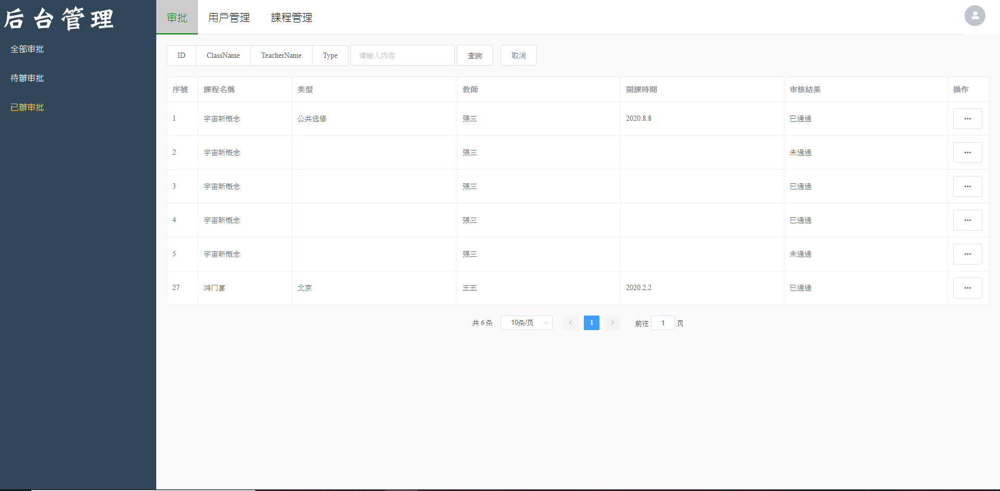 后台管理
审批 用戶管理 課程管理
全部审批
待辦审批
已辦审批
ID ClassName TeacherName Type 请输入内容 查詢 取消
序號 課程名稱 类型 教師 開課時間 审核結果 操作
1 宇宙新概念 公共选修 張三 2020.8.8 已通過 ...
2 宇宙新概念 張三 未通過 ...
3 宇宙新概念 張三 已通過 ...
4 宇宙新概念 張三 已通過 ...
5 宇宙新概念 張三 未通過 ...
27 鸿门宴 北京 王五 2020.2.2 已通過 ...
共 6 条 10条/页 1 前往 1 页